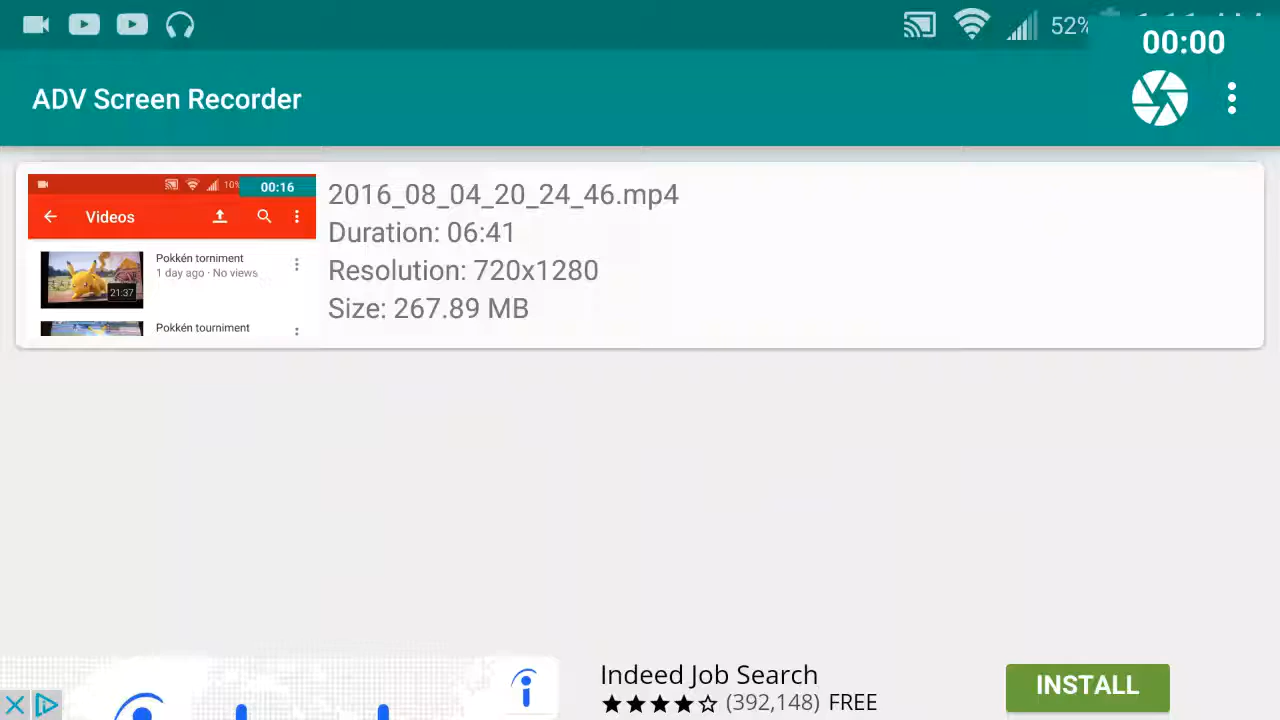 52%
00:00
ADV Screen Recorder
10%
00:16
Videos
Pokkén torniment
1 day ago · No views
21:37
Pokkén tourniment
2016_08_04_20_24_46.mp4
Duration: 06:41
Resolution: 720x1280
Size: 267.89 MB
Indeed Job Search
(392,148) FREE
INSTALL